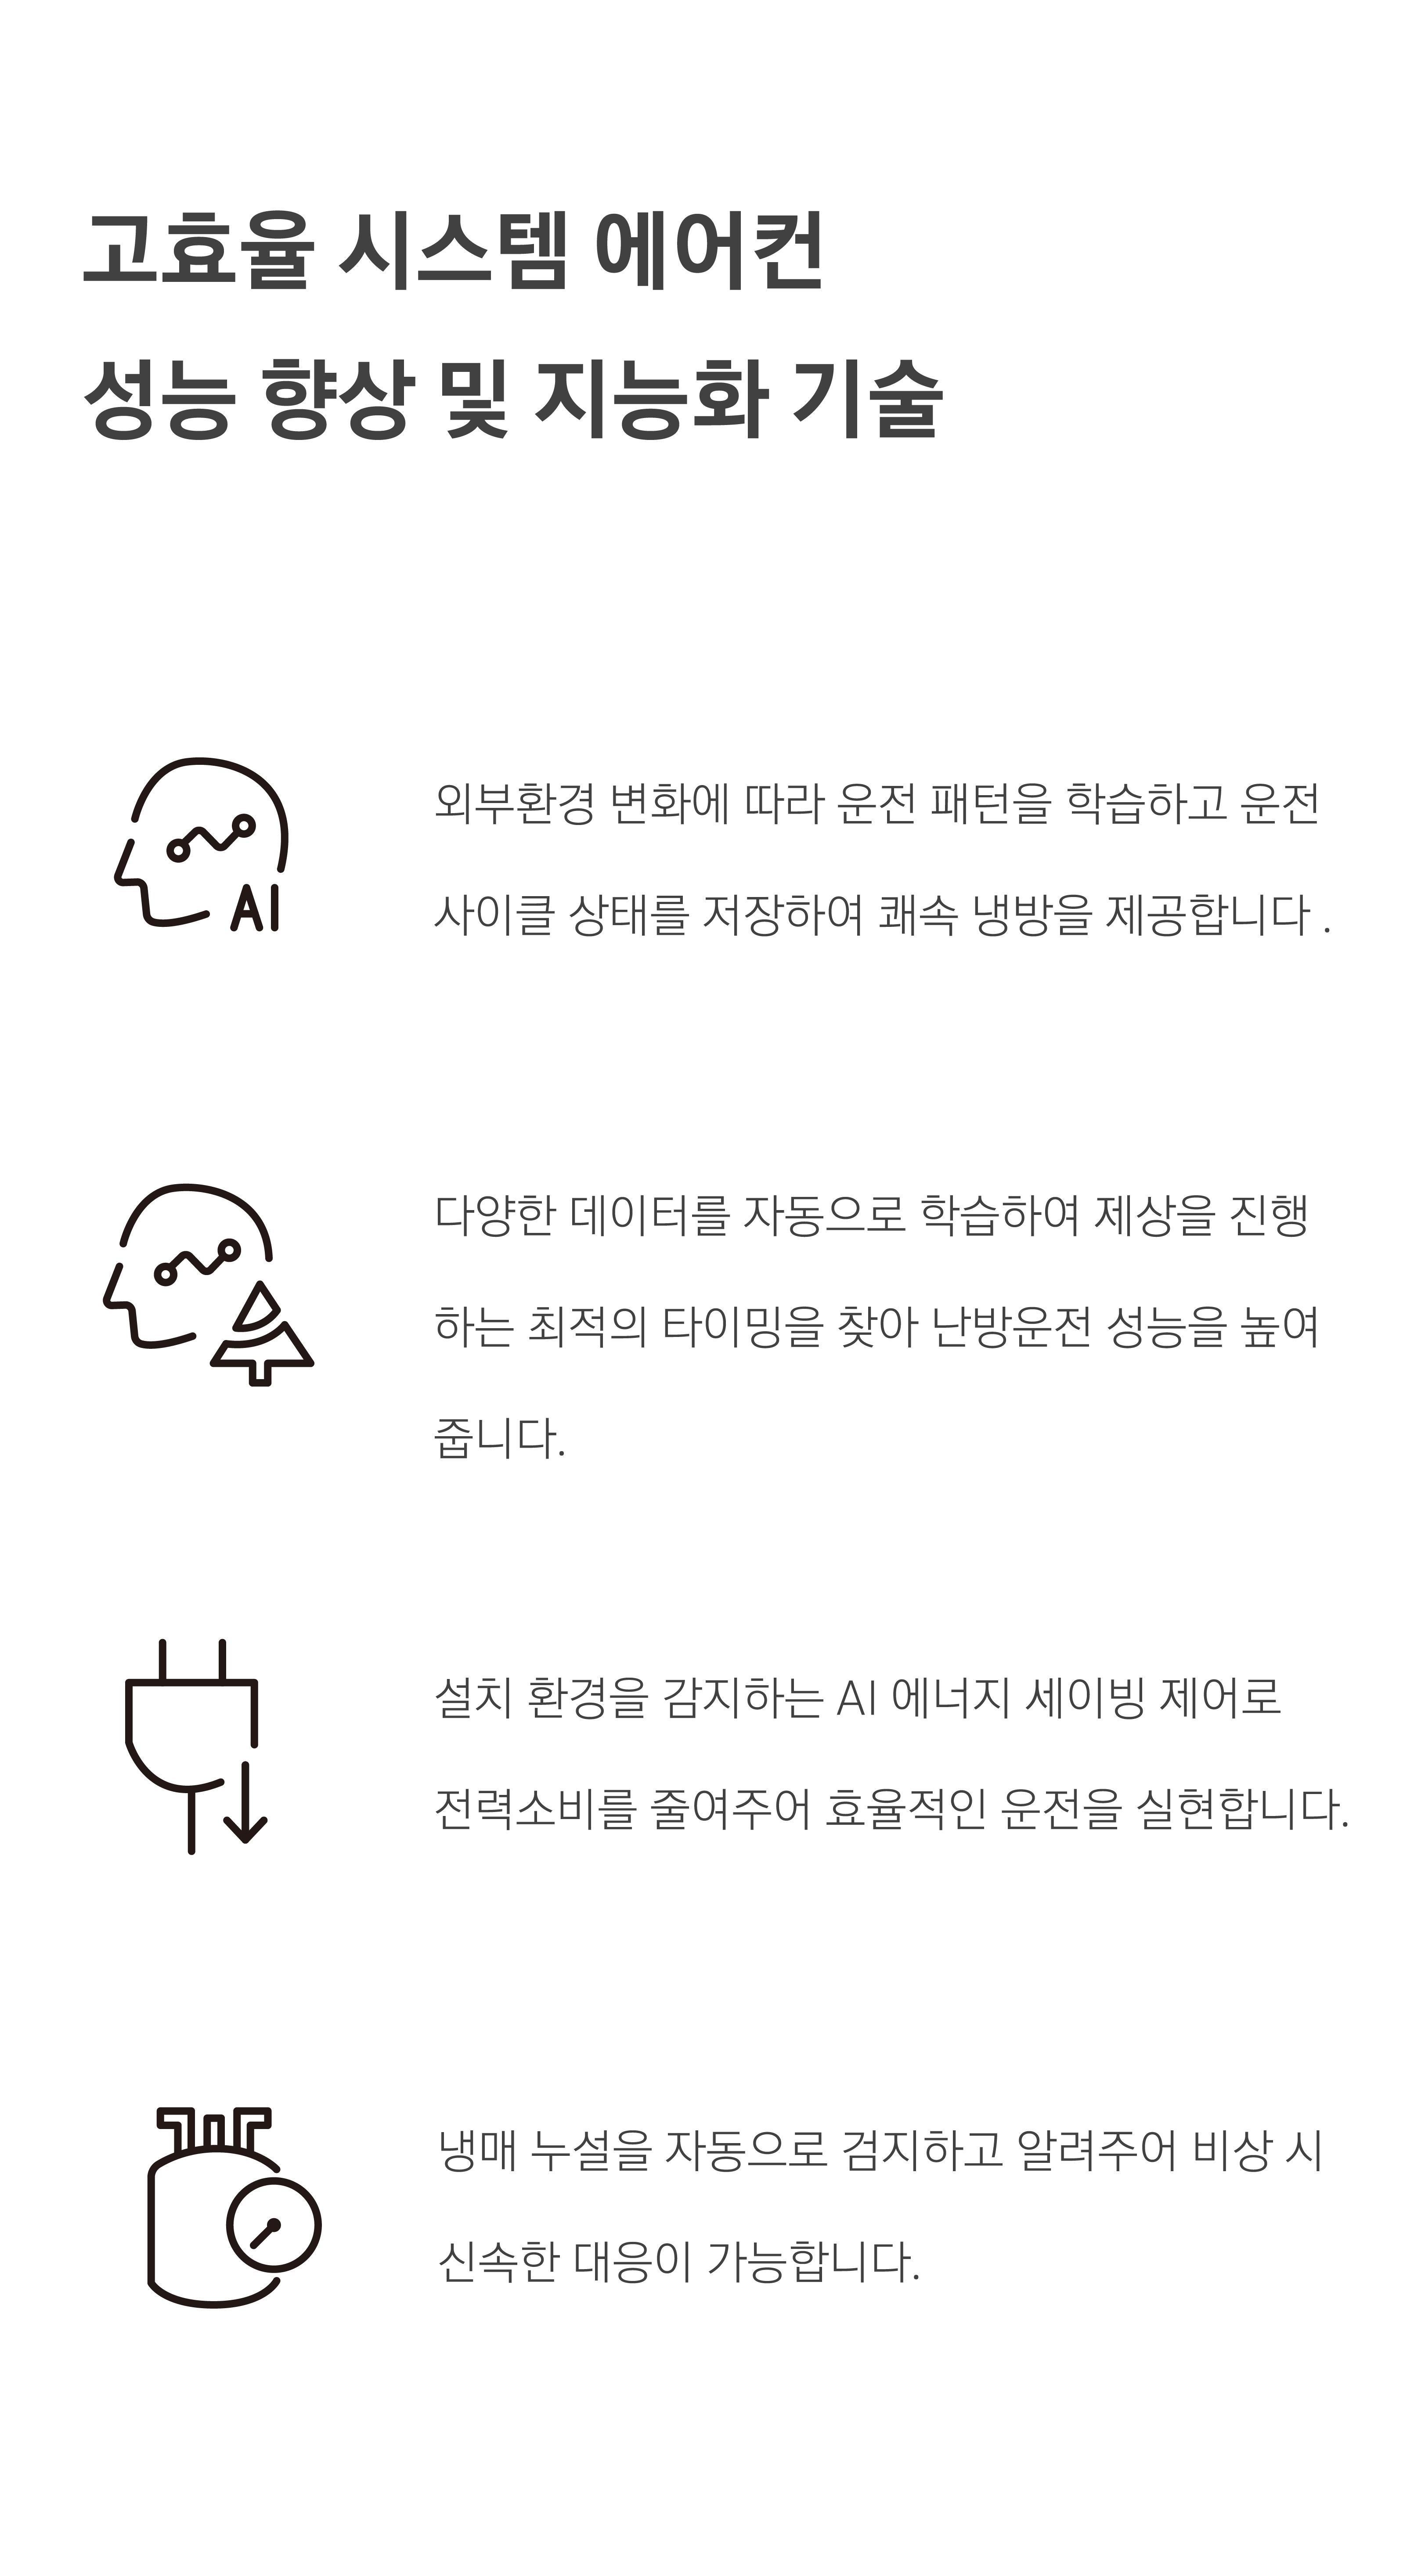 고효율 시스템 에어컨
성능 향상 및 지능화 기술
AI
외부환경 변화에 따라 운전 패턴을 학습하고 운전
사이클 상태를 저장하여 쾌속 냉방을 제공합니다 .
다양한 데이터를 자동으로 학습하여 제상을 진행
하는 최적의 타이밍을 찾아 난방운전 성능을 높여
줍니다.
설치 환경을 감지하는 AI 에너지 세이빙 제어로
전력소비를 줄여주어 효율적인 운전을 실현합니다.
냉매 누설을 자동으로 검지하고 알려주어 비상 시
신속한 대응이 가능합니다.